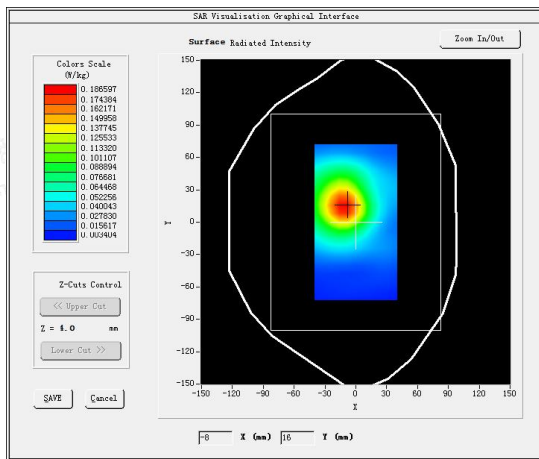 SAR Visualization Graphical Interface
Surface Radiated Intensity
Zoom In/Out
Colors Scale
(W/kg)
0.186597
0.174384
0.162171
0.149958
0.137745
0.125533
0.113320
0.101107
0.088894
0.076681
0.064468
0.052256
0.040043
0.027830
0.015617
0.003404
Z-Cuts Control
<< Upper Cut
Z = mm
Lower Cut >>
SAVE
Cancel
150
120
90
60
30
0
-30
-60
-90
-120
-150
Y
-150
-120
-90
-60
-30
0
30
60
90
120
150
X
-8 X (mm) 16 Y (mm)